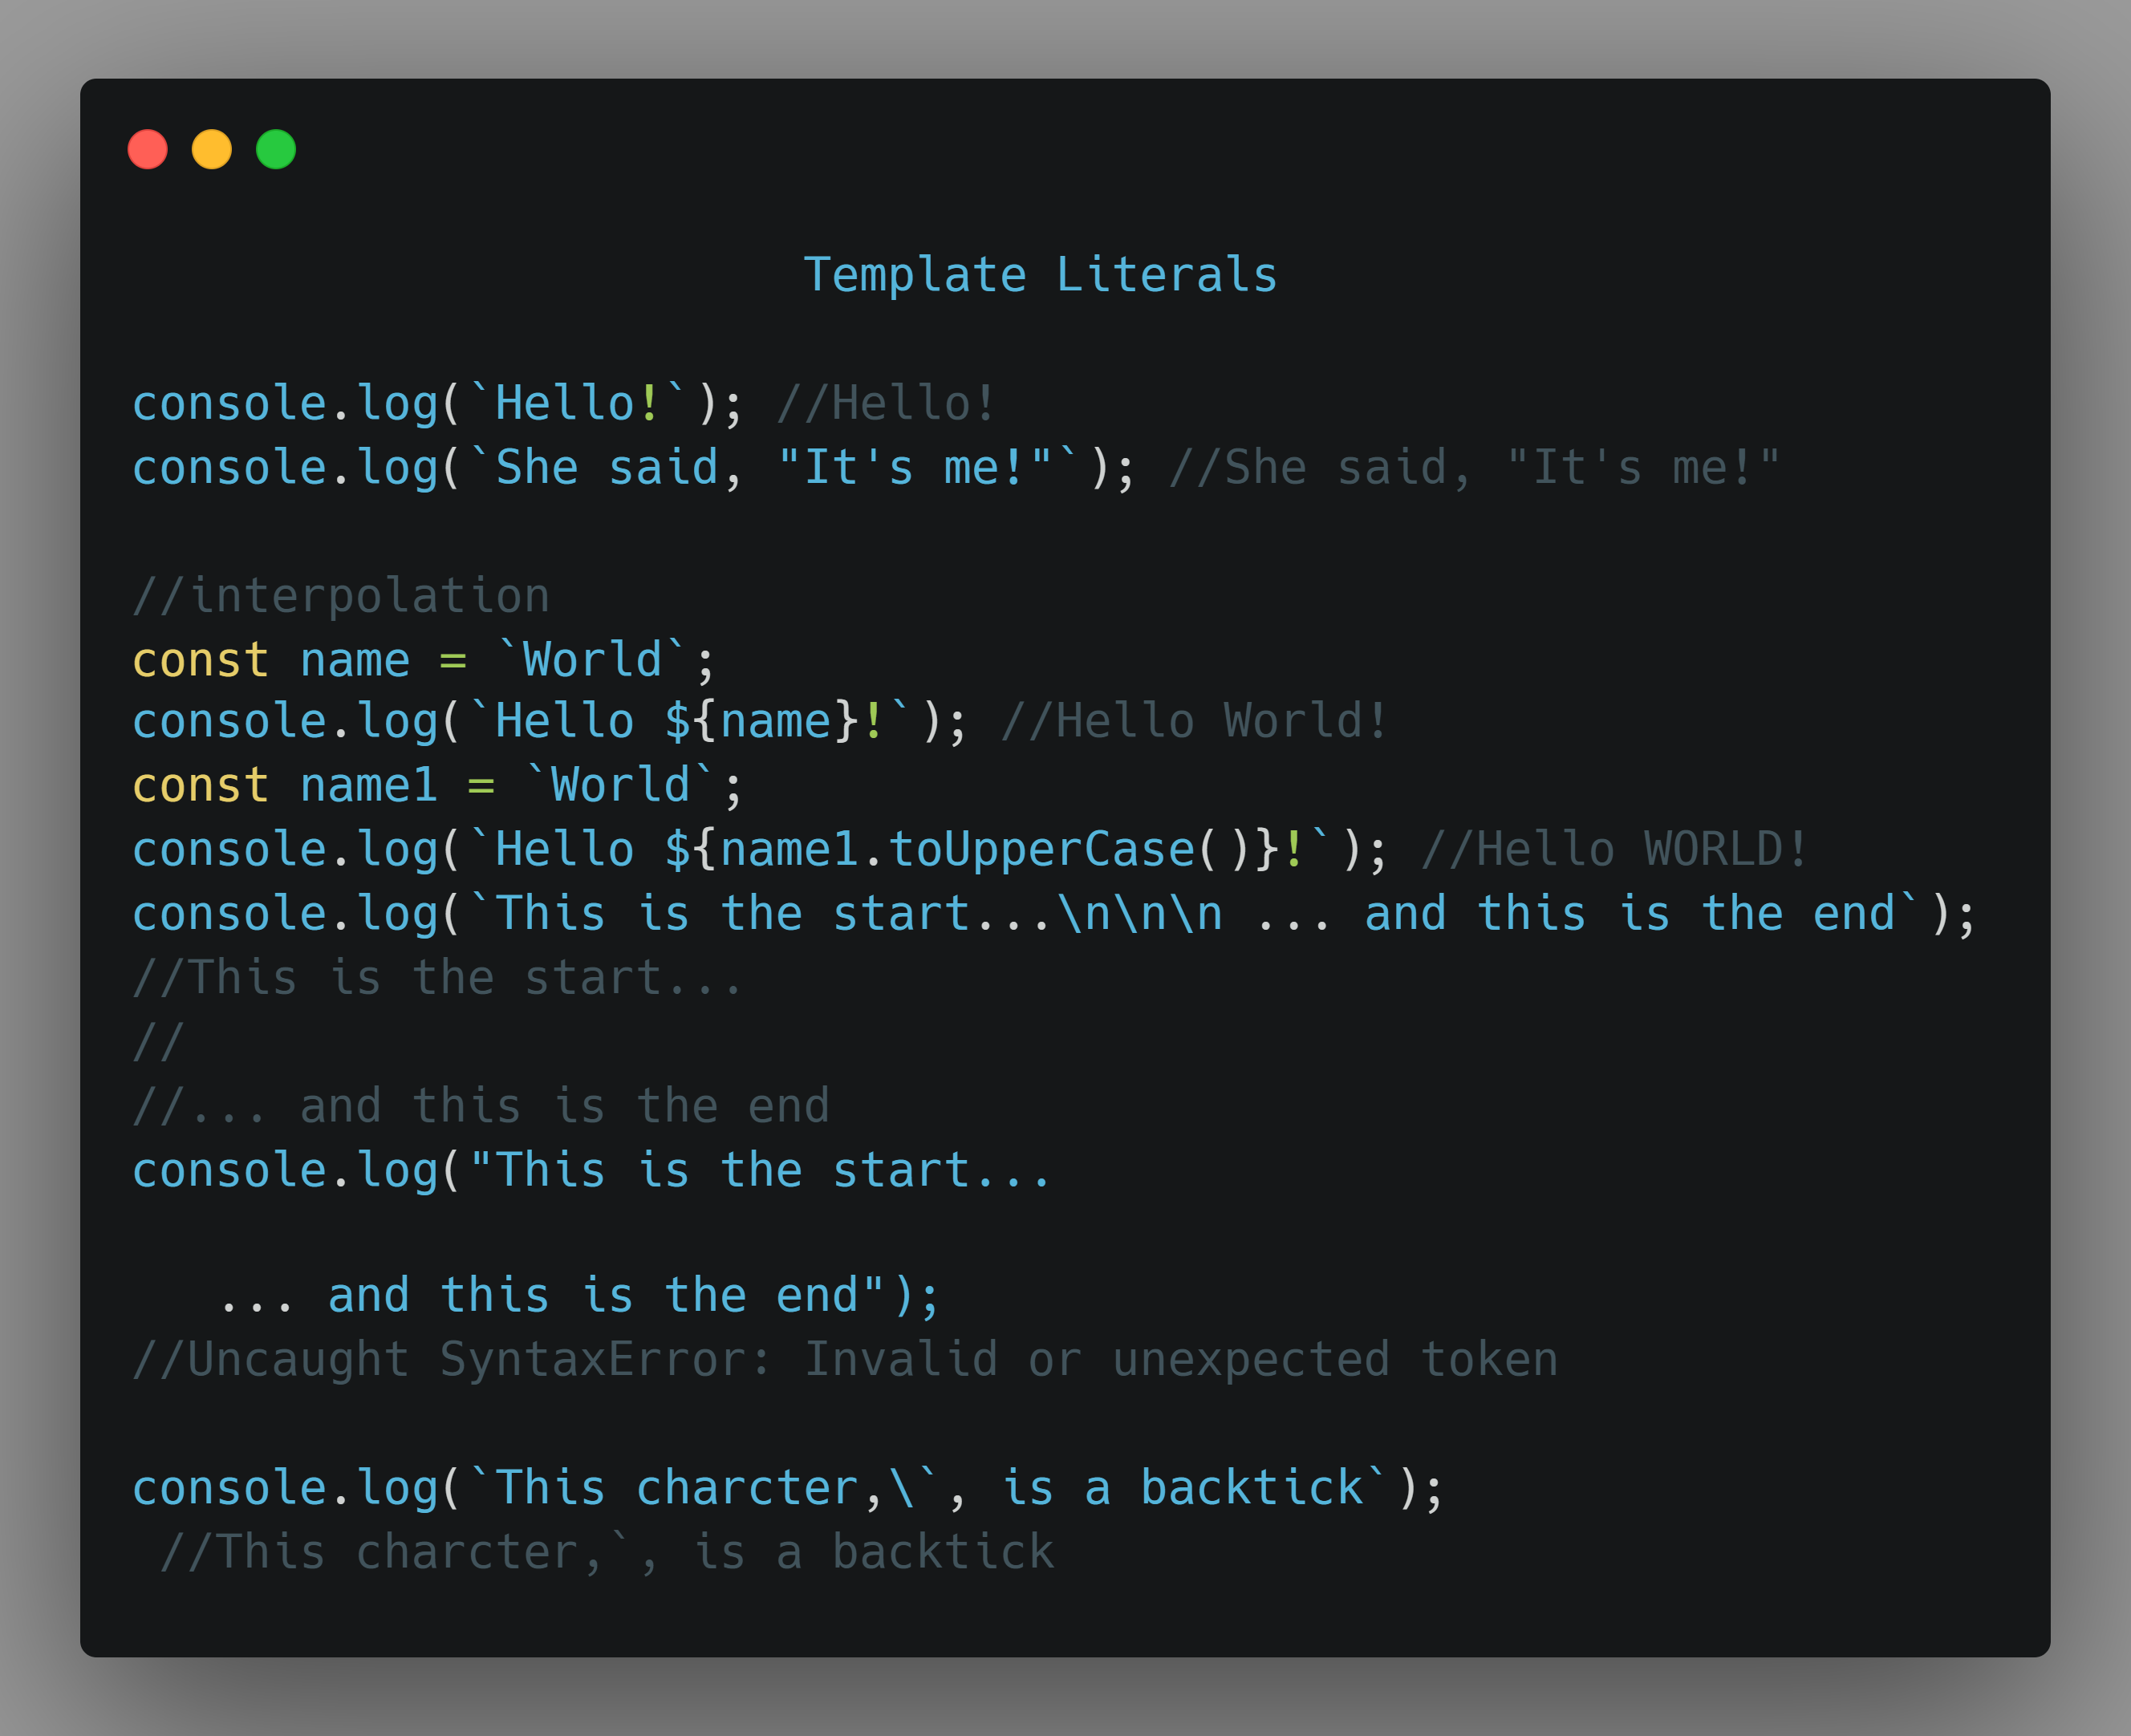 Template Literals
console.log(`Hello!`); //Hello!
console.log(`She said, "It's me!"`); //She said, "It's me!"
//interpolation
const name = `World`;
console.log(`Hello ${name}!`); //Hello World!
const name1 = `World`;
console.log(`Hello ${name1.toUpperCase()}!`); //Hello WORLD!
console.log(`This is the start...\n\n\n ... and this is the end`);
//This is the start...
//
//... and this is the end
console.log("This is the start...
... and this is the end");
//Uncaught SyntaxError: Invalid or unexpected token
console.log(`This charcter,\`, is a backtick`);
//This charcter,`, is a backtick